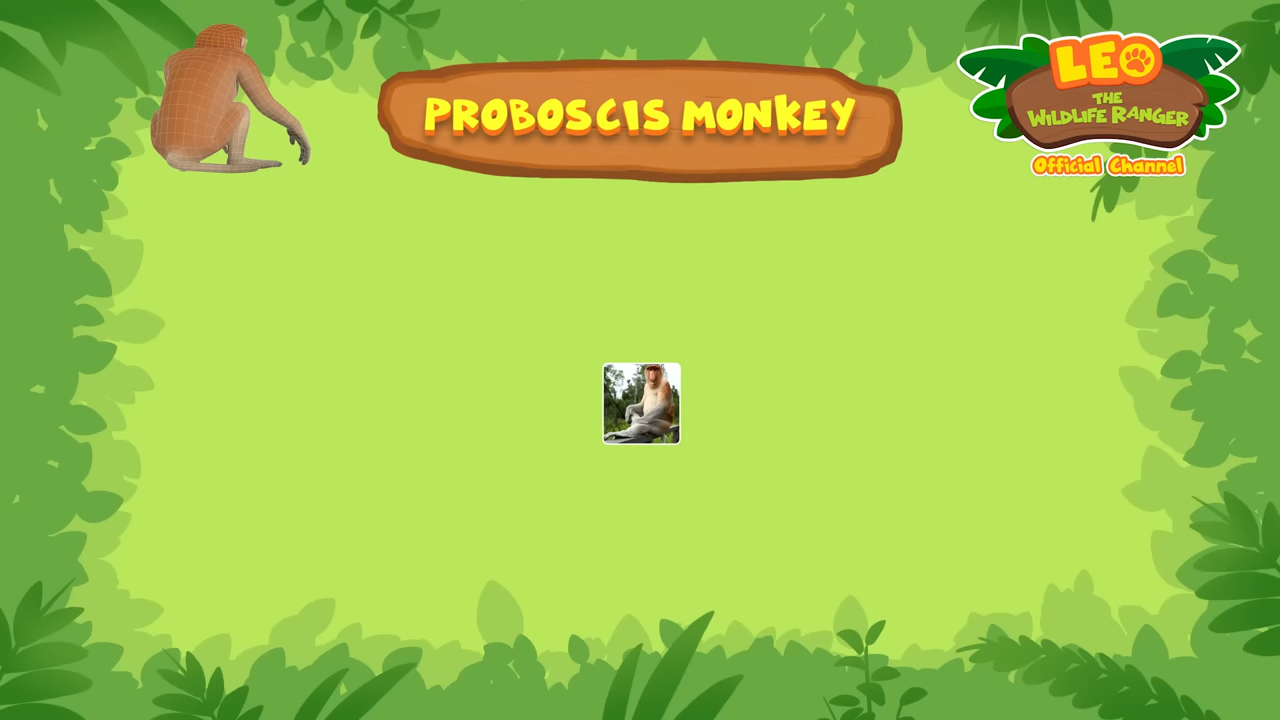 PROBOSCIS MONKEY
LEO
THE
WILDLIFE RANGER
Official Channel